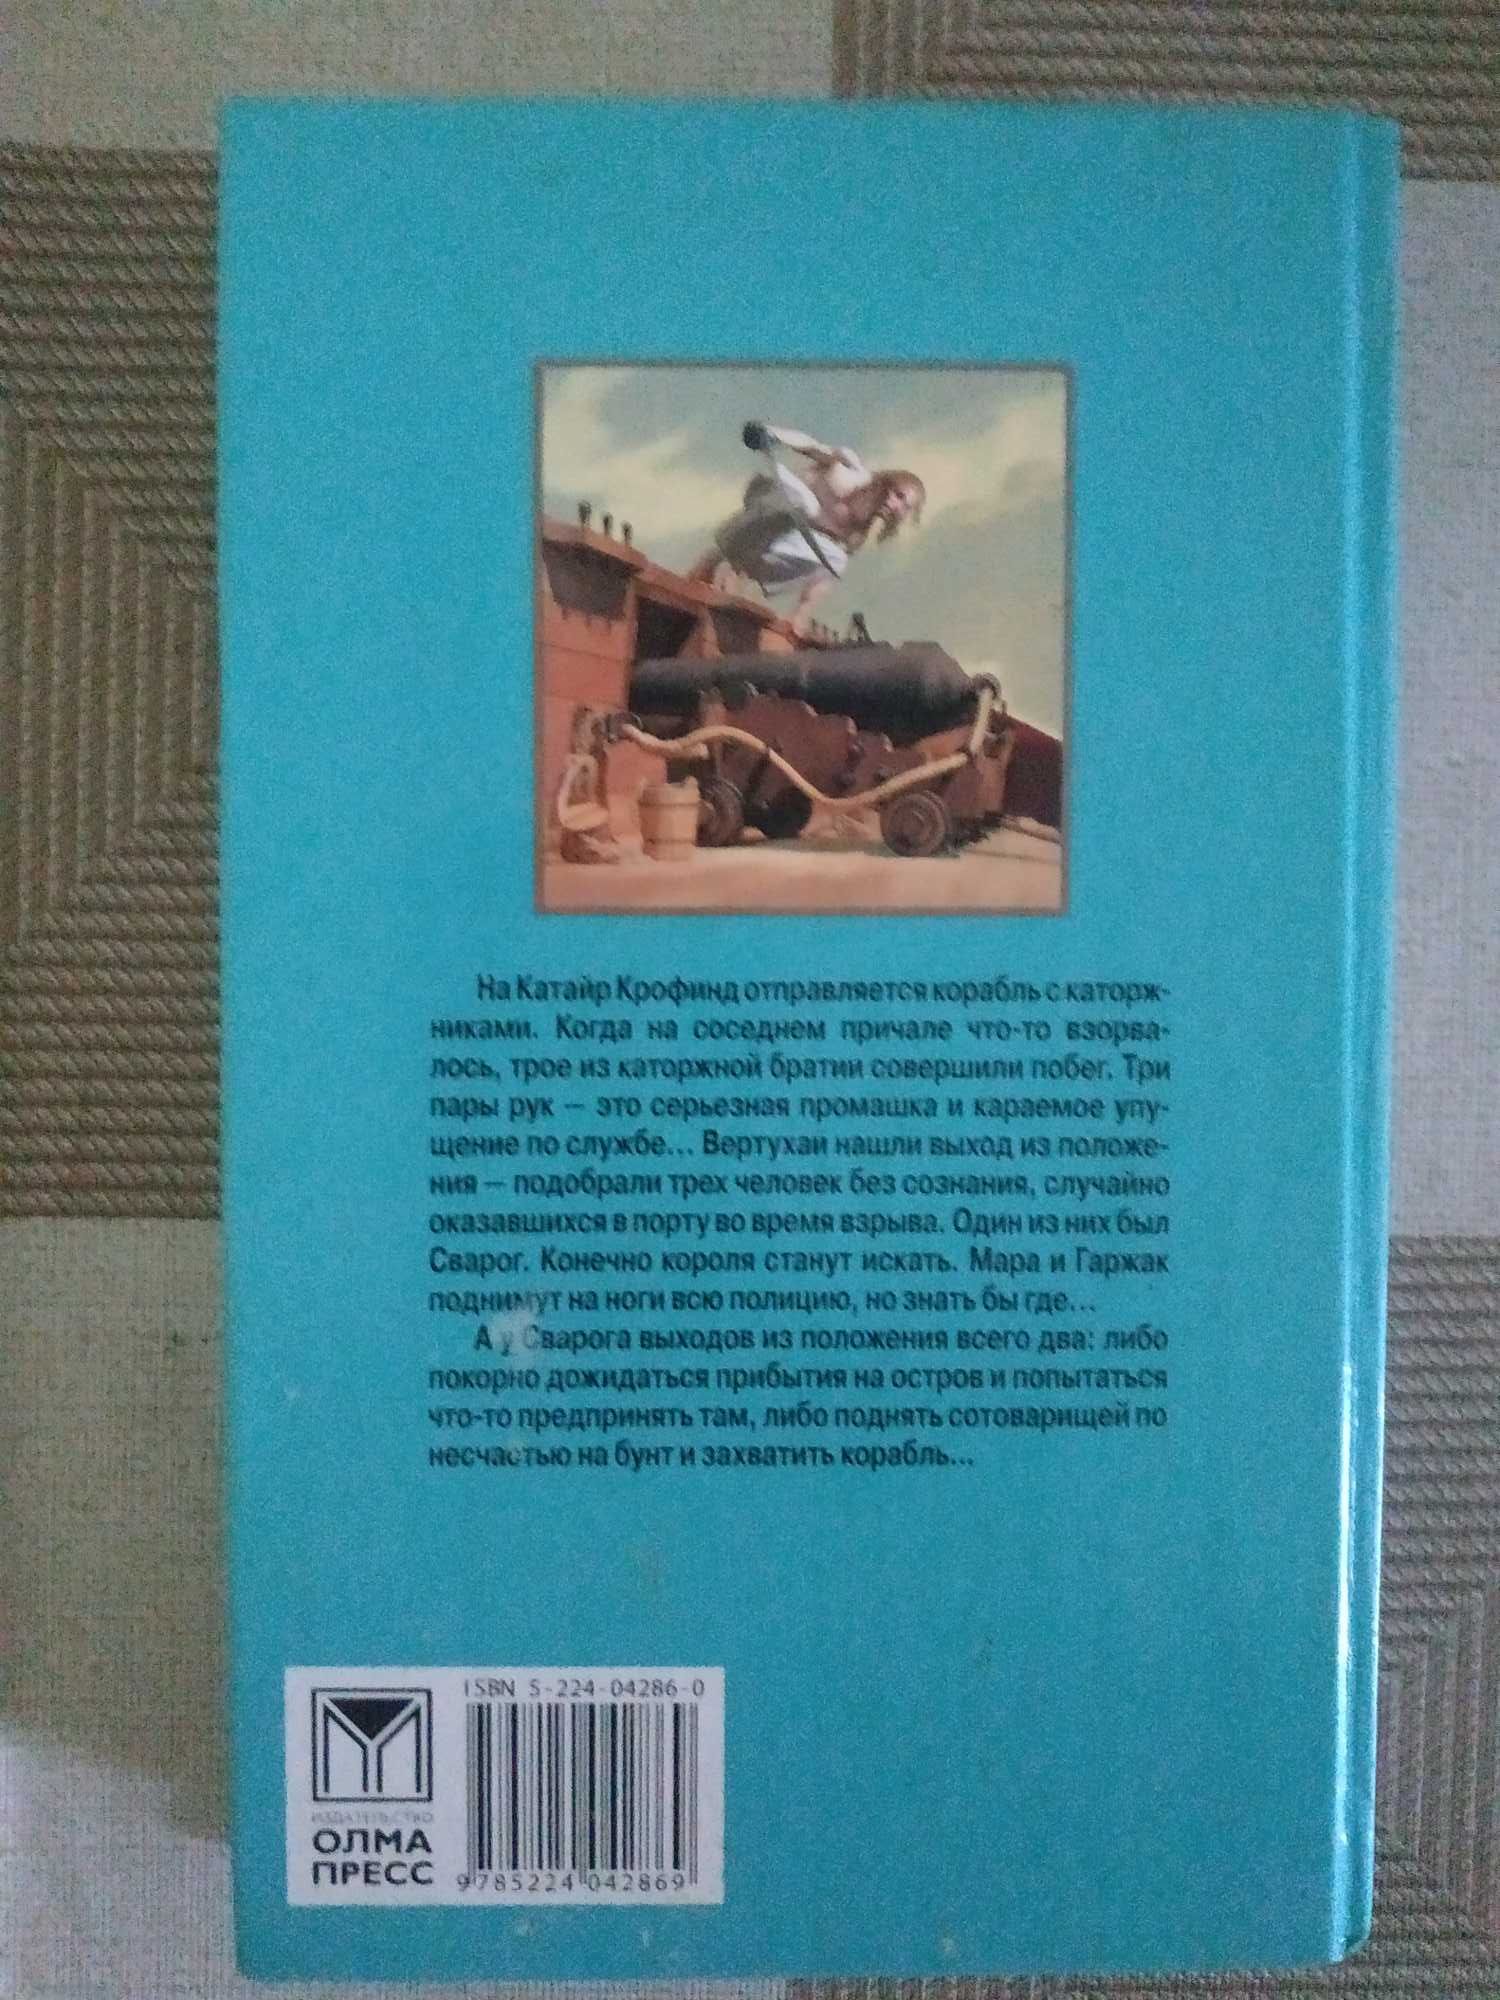 На Катайр Крофинд отправляется корабль с каторж-
никами. Когда на соседнем причале что-то взорва-
лось, трое из каторжной братии совершили побег. Три
пары рук — это серьезная промашка и караемое упу-
щение по службе... Вертухаи нашли выход из положе-
ния — подобрали трех человек без сознания, случайно
оказавшихся в порту во время взрыва. Один из них был
Сварог. Конечно короля станут искать. Мара и Гаржак
поднимут на ноги всю полицию, но знать бы где...
А у Сварога выходов из положения всего два: либо
покорно дожидаться прибытия на остров и попытаться
что-то предпринять там, либо поднять сотоварищей по
несчастью на бунт и захватить корабль...
ISBN 5-224-04286-0
ИЗДАТЕЛЬСТВО
ОЛМА
ПРЕСС
9 785224 042869